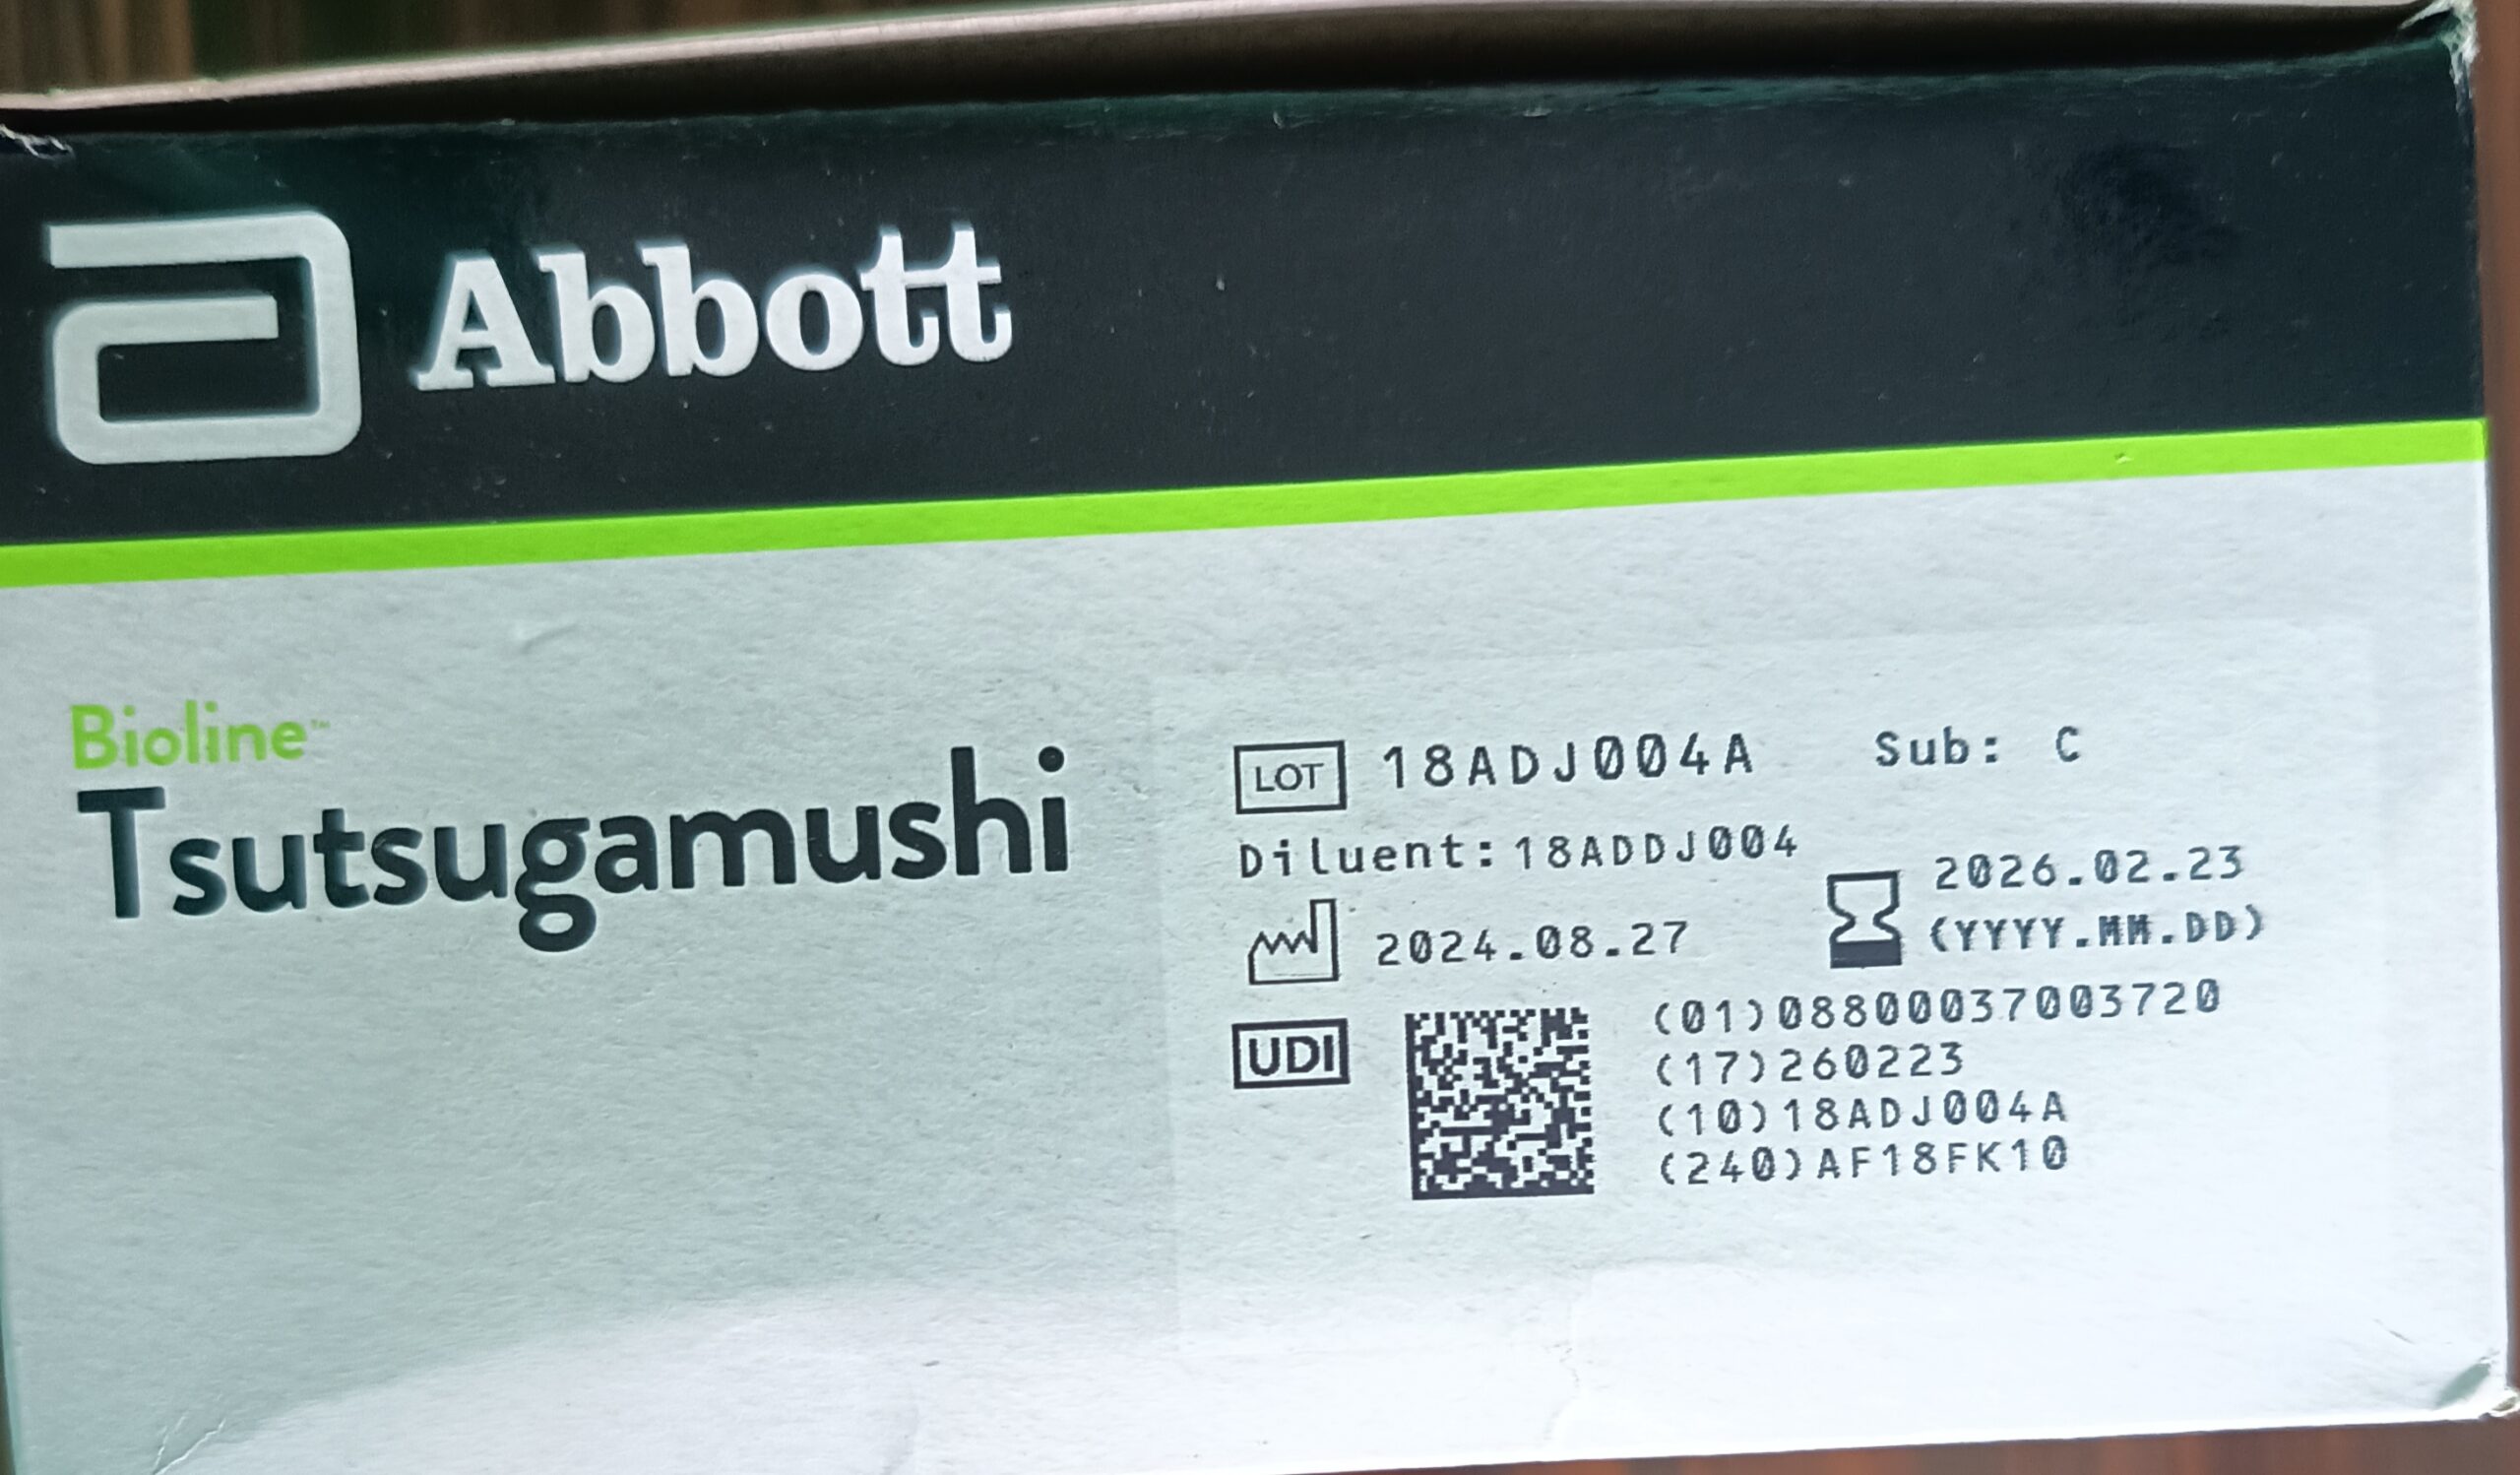 Abbott
Bioline™
Tsutsugamushi
LOT 18ADJ004A Sub: C
Diluent:18ADDJ004
2024.08.27
2026.02.23
(YYYY.MM.DD)
UDI
(01)08800037003720
(17)260223
(10)18ADJ004A
(240)AF18FK10